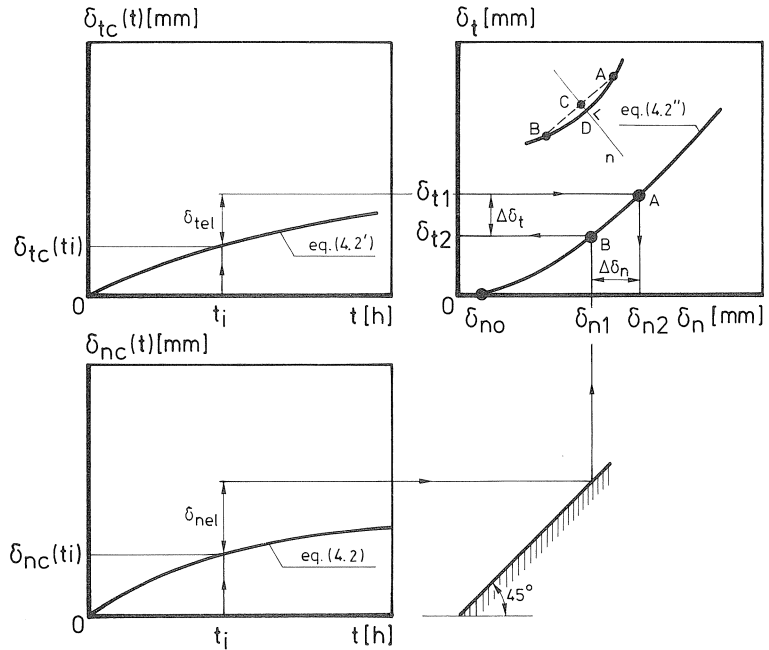 δtc(t)[mm]
δtel
δtc(ti)
eq.(4.2')
0
ti
t[h]
δt[mm]
A
C
B
D
n
eq.(4.2'')
δt1
Δδt
δt2
A
B
Δδn
0
δno
δn1
δn2
δn[mm]
δnc(t)[mm]
δnel
δnc(ti)
eq.(4.2)
0
ti
t[h]
45°